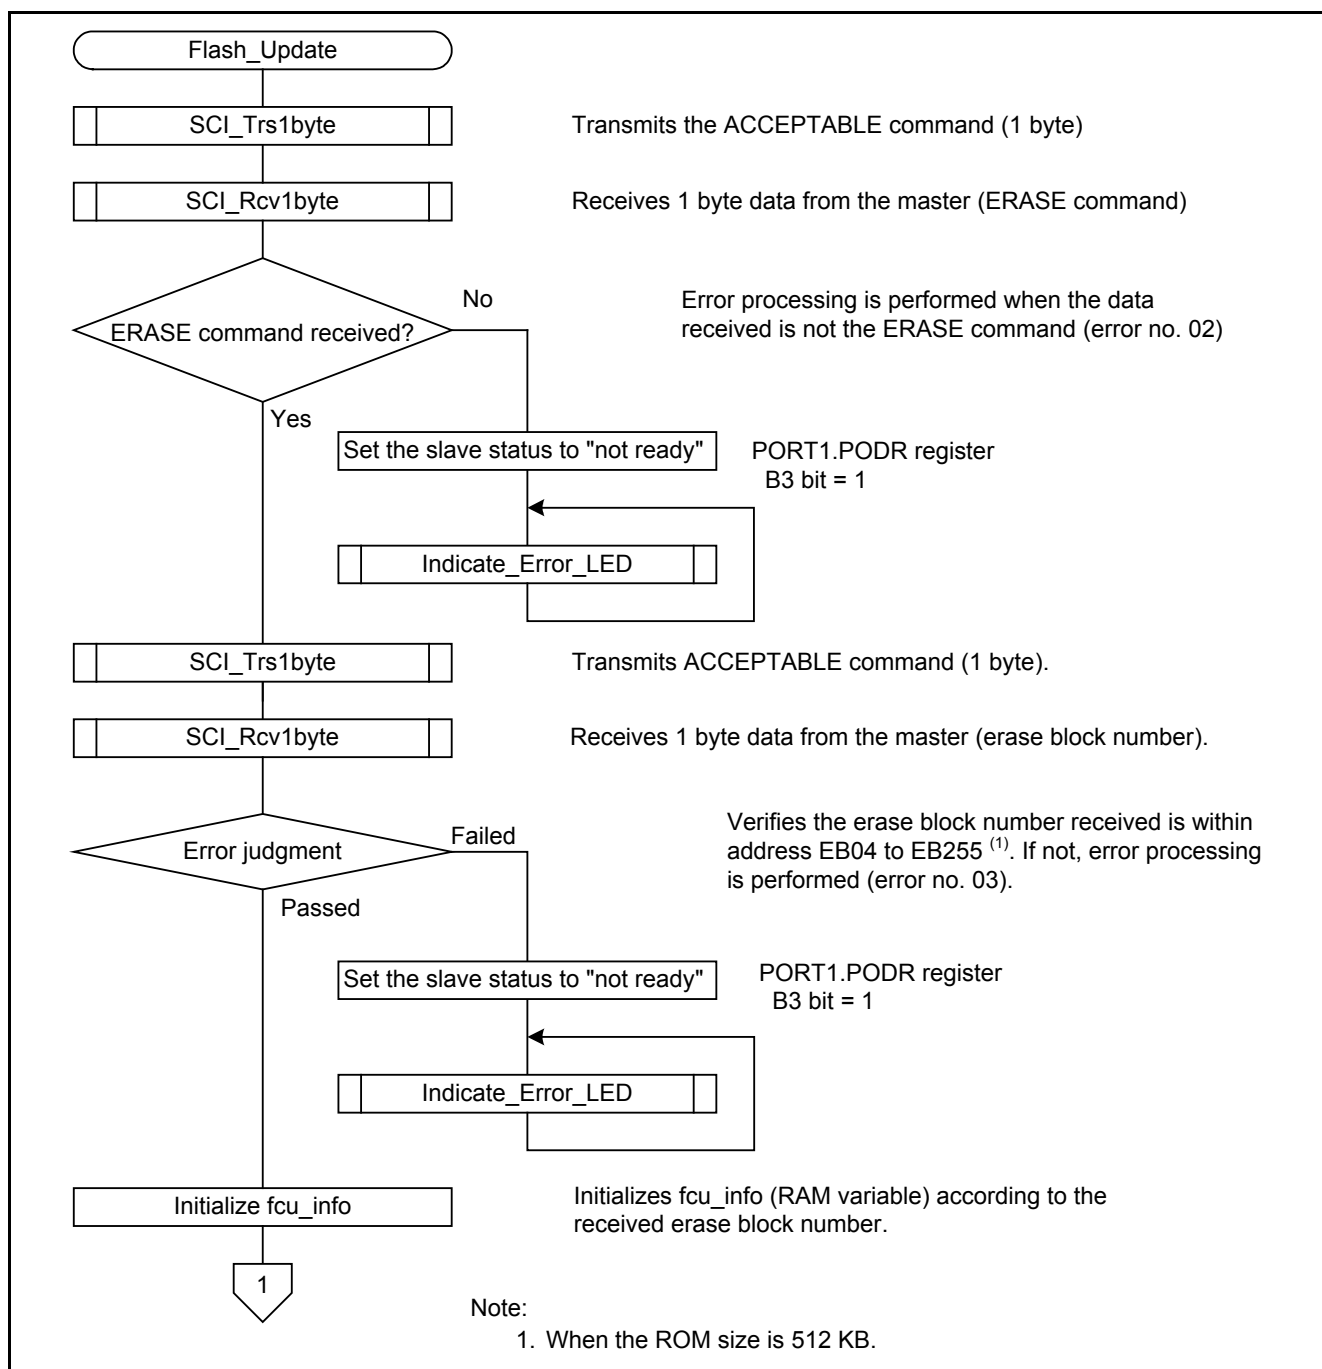 Flash_Update
SCI_Trs1byte
Transmits the ACCEPTABLE command (1 byte)
SCI_Rcv1byte
Receives 1 byte data from the master (ERASE command)
ERASE command received?
No
Error processing is performed when the data
received is not the ERASE command (error no. 02)
Yes
Set the slave status to "not ready"
PORT1.PODR register
B3 bit = 1
Indicate_Error_LED
SCI_Trs1byte
Transmits ACCEPTABLE command (1 byte).
SCI_Rcv1byte
Receives 1 byte data from the master (erase block number).
Error judgment
Failed
Verifies the erase block number received is within
address EB04 to EB255 (1). If not, error processing
is performed (error no. 03).
Passed
Set the slave status to "not ready"
PORT1.PODR register
B3 bit = 1
Indicate_Error_LED
Initialize fcu_info
Initializes fcu_info (RAM variable) according to the
received erase block number.
1
Note:
1. When the ROM size is 512 KB.